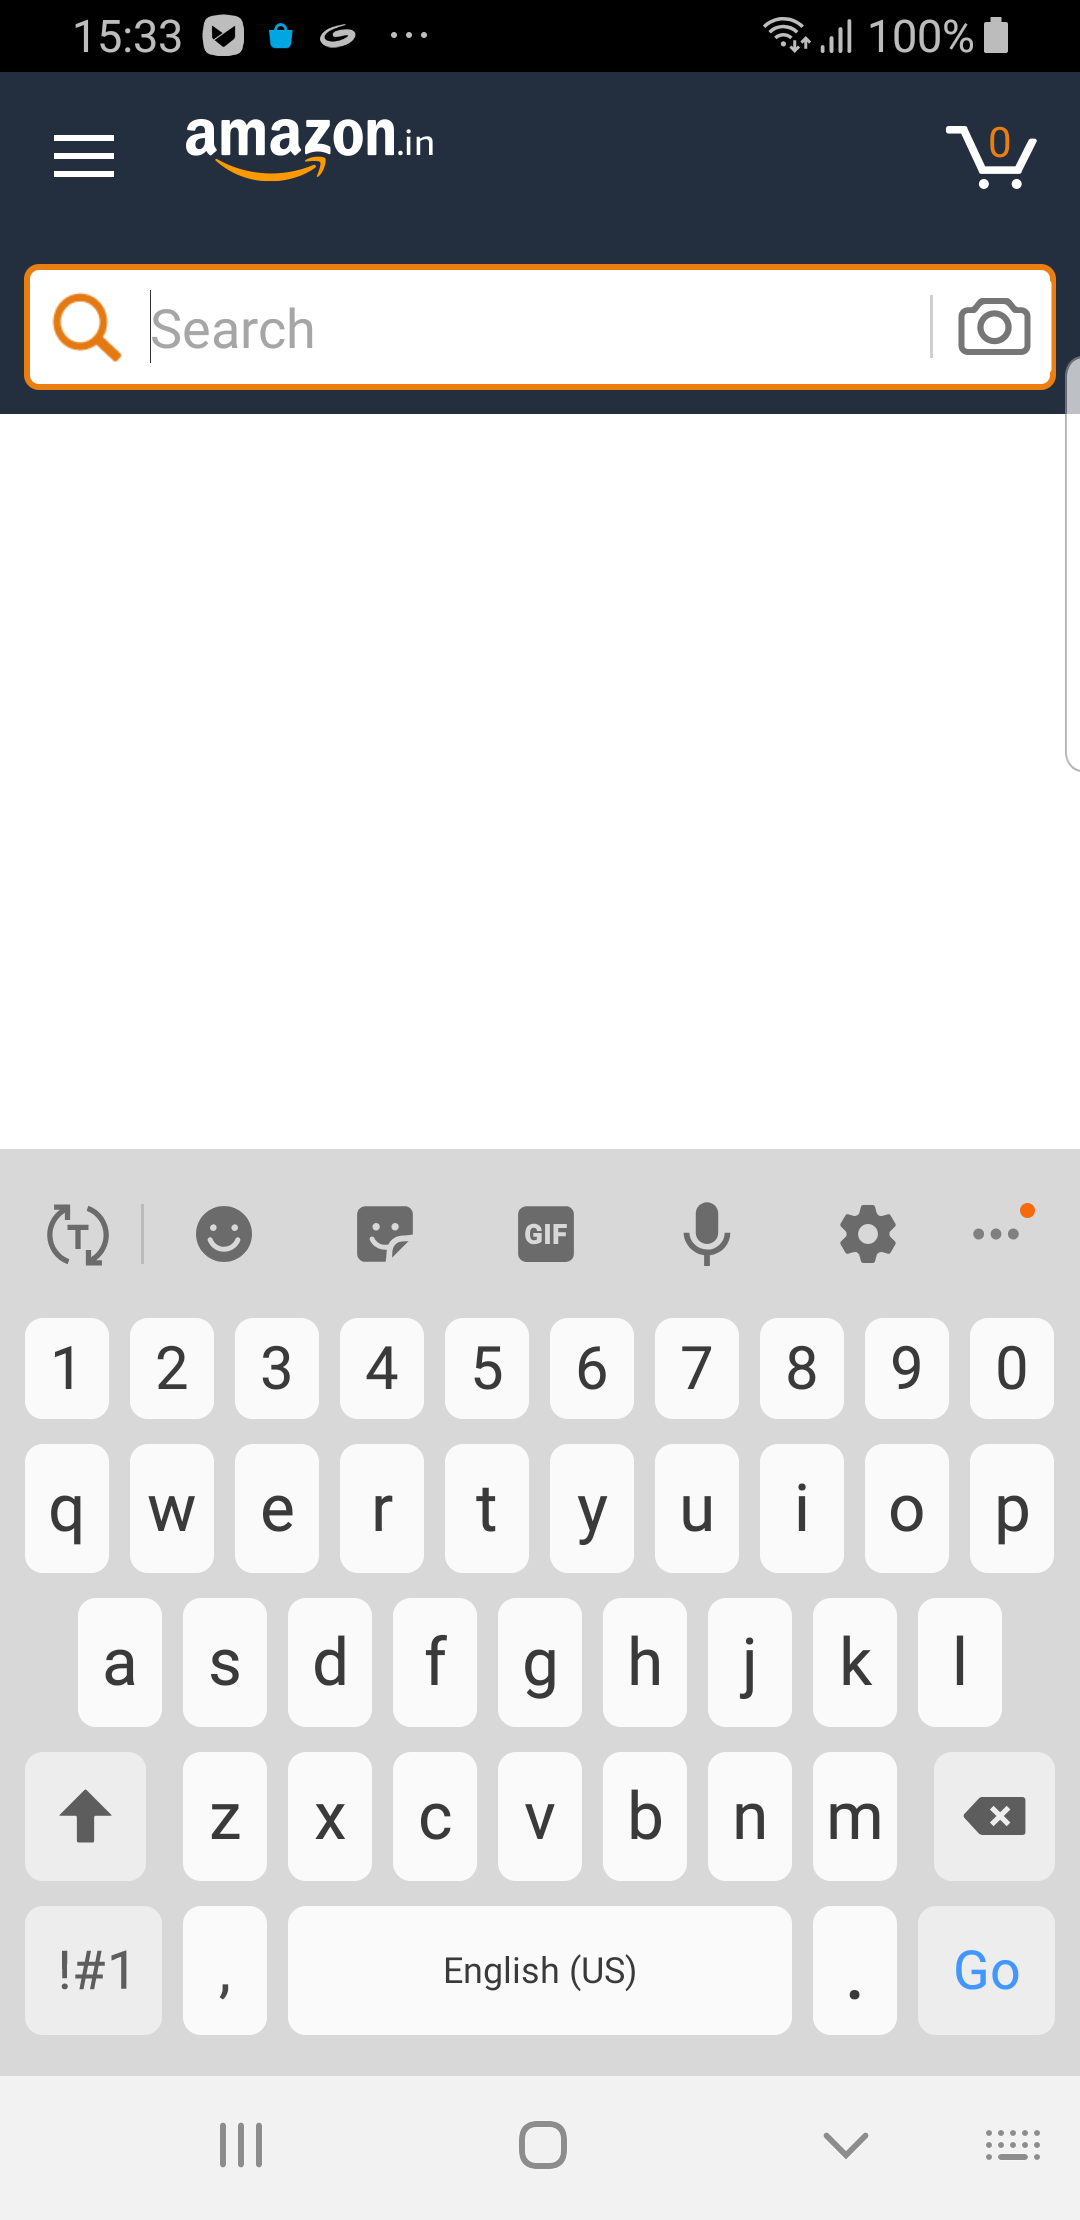 15:33 100%
amazon.in 0
Search
T GIF
1 2 3 4 5 6 7 8 9 0
q w e r t y u i o p
a s d f g h j k l
z x c v b n m
!#1 , English (US) . Go